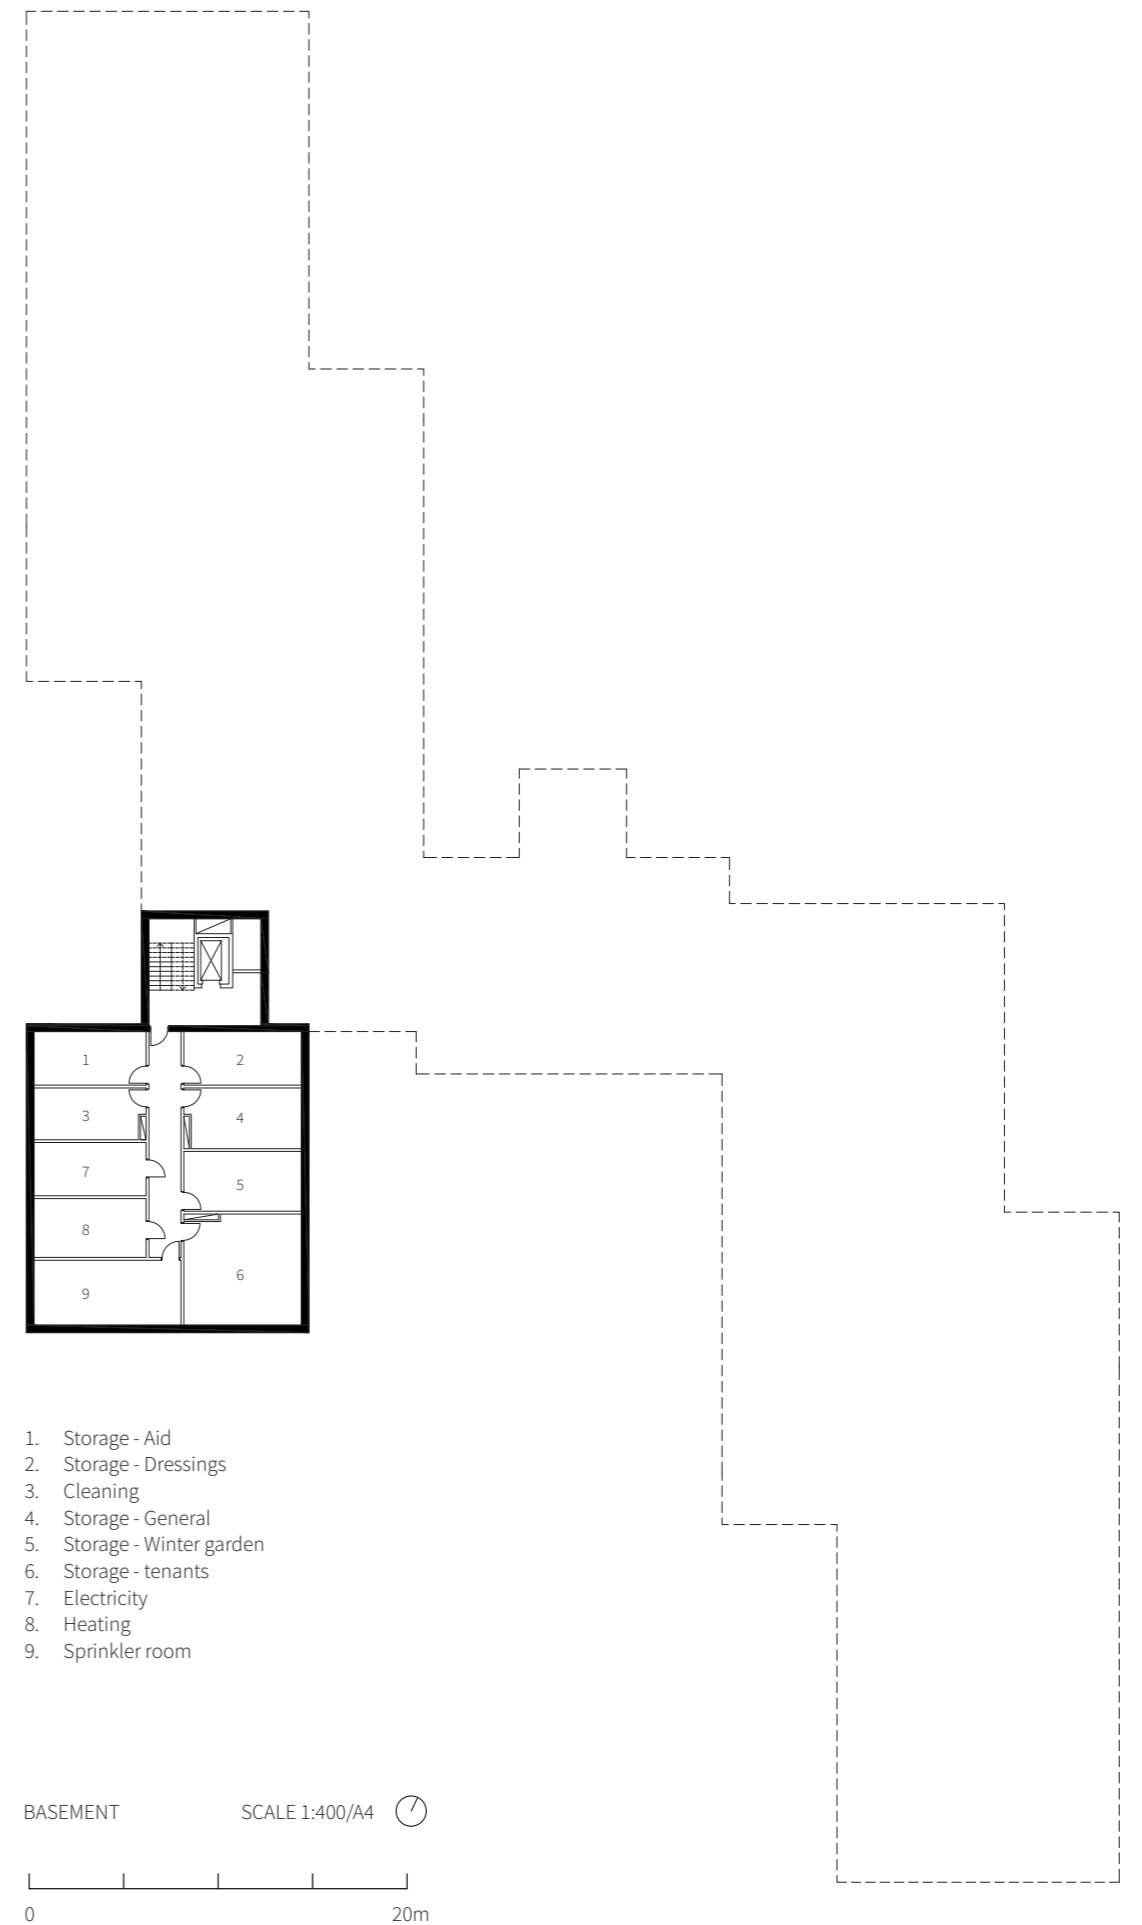 1 2
3 4
7 5
8
6
9
1. Storage - Aid
2. Storage - Dressings
3. Cleaning
4. Storage - General
5. Storage - Winter garden
6. Storage - tenants
7. Electricity
8. Heating
9. Sprinkler room
BASEMENT SCALE 1:400/A4
0 20m